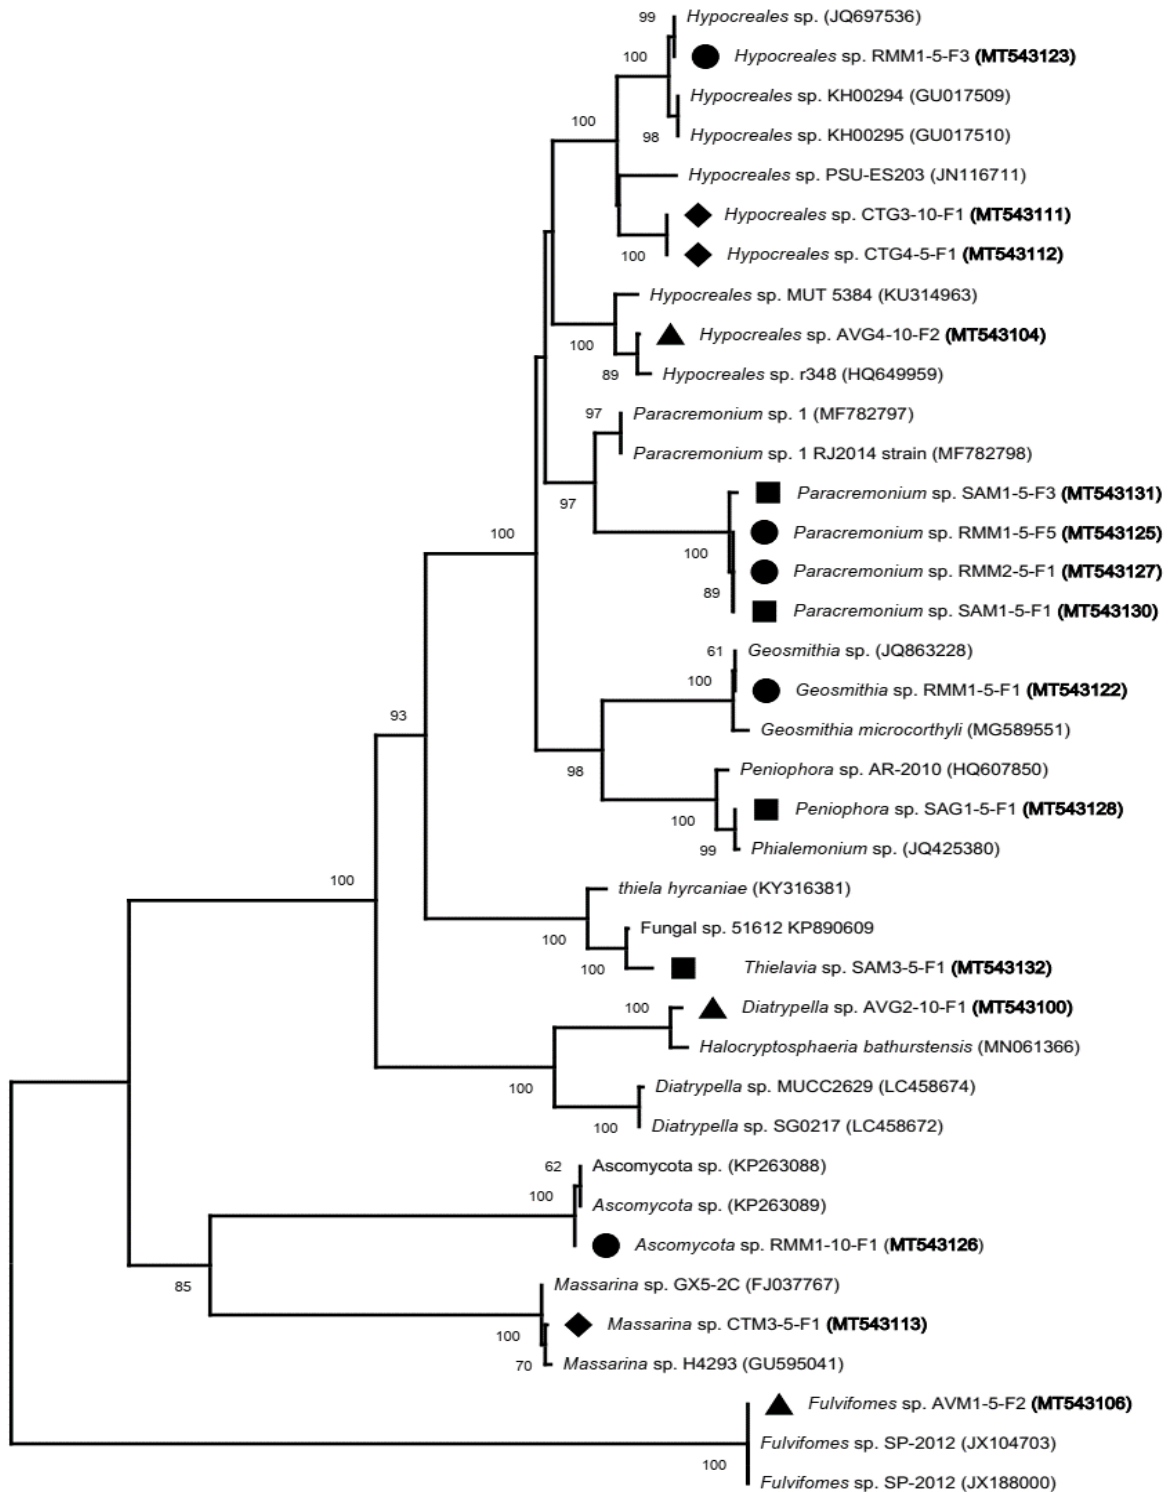 99
Hypocreales sp. (JQ697536)
100
Hypocreales sp. RMM1-5-F3 (MT543123)
Hypocreales sp. KH00294 (GU017509)
100
98
Hypocreales sp. KH00295 (GU017510)
Hypocreales sp. PSU-ES203 (JN116711)
Hypocreales sp. CTG3-10-F1 (MT543111)
100
Hypocreales sp. CTG4-5-F1 (MT543112)
Hypocreales sp. MUT 5384 (KU314963)
100
Hypocreales sp. AVG4-10-F2 (MT543104)
89
Hypocreales sp. r348 (HQ649959)
97
Paracremonium sp. 1 (MF782797)
Paracremonium sp. 1 RJ2014 strain (MF782798)
97
Paracremonium sp. SAM1-5-F3 (MT543131)
100
100
Paracremonium sp. RMM1-5-F5 (MT543125)
Paracremonium sp. RMM2-5-F1 (MT543127)
89
Paracremonium sp. SAM1-5-F1 (MT543130)
61
Geosmithia sp. (JQ863228)
100
Geosmithia sp. RMM1-5-F1 (MT543122)
93
Geosmithia microcorthyli (MG589551)
98
Peniophora sp. AR-2010 (HQ607850)
100
Peniophora sp. SAG1-5-F1 (MT543128)
99
Phialemonium sp. (JQ425380)
100
thiela hyrcaniae (KY316381)
100
Fungal sp. 51612 KP890609
100
Thielavia sp. SAM3-5-F1 (MT543132)
100
Diatrypella sp. AVG2-10-F1 (MT543100)
Halocryptosphaeria bathurstensis (MN061366)
100
Diatrypella sp. MUCC2629 (LC458674)
100
Diatrypella sp. SG0217 (LC458672)
62
Ascomycota sp. (KP263088)
100
Ascomycota sp. (KP263089)
Ascomycota sp. RMM1-10-F1 (MT543126)
85
Massarina sp. GX5-2C (FJ037767)
100
Massarina sp. CTM3-5-F1 (MT543113)
70
Massarina sp. H4293 (GU595041)
Fulvifomes sp. AVM1-5-F2 (MT543106)
Fulvifomes sp. SP-2012 (JX104703)
100
Fulvifomes sp. SP-2012 (JX188000)